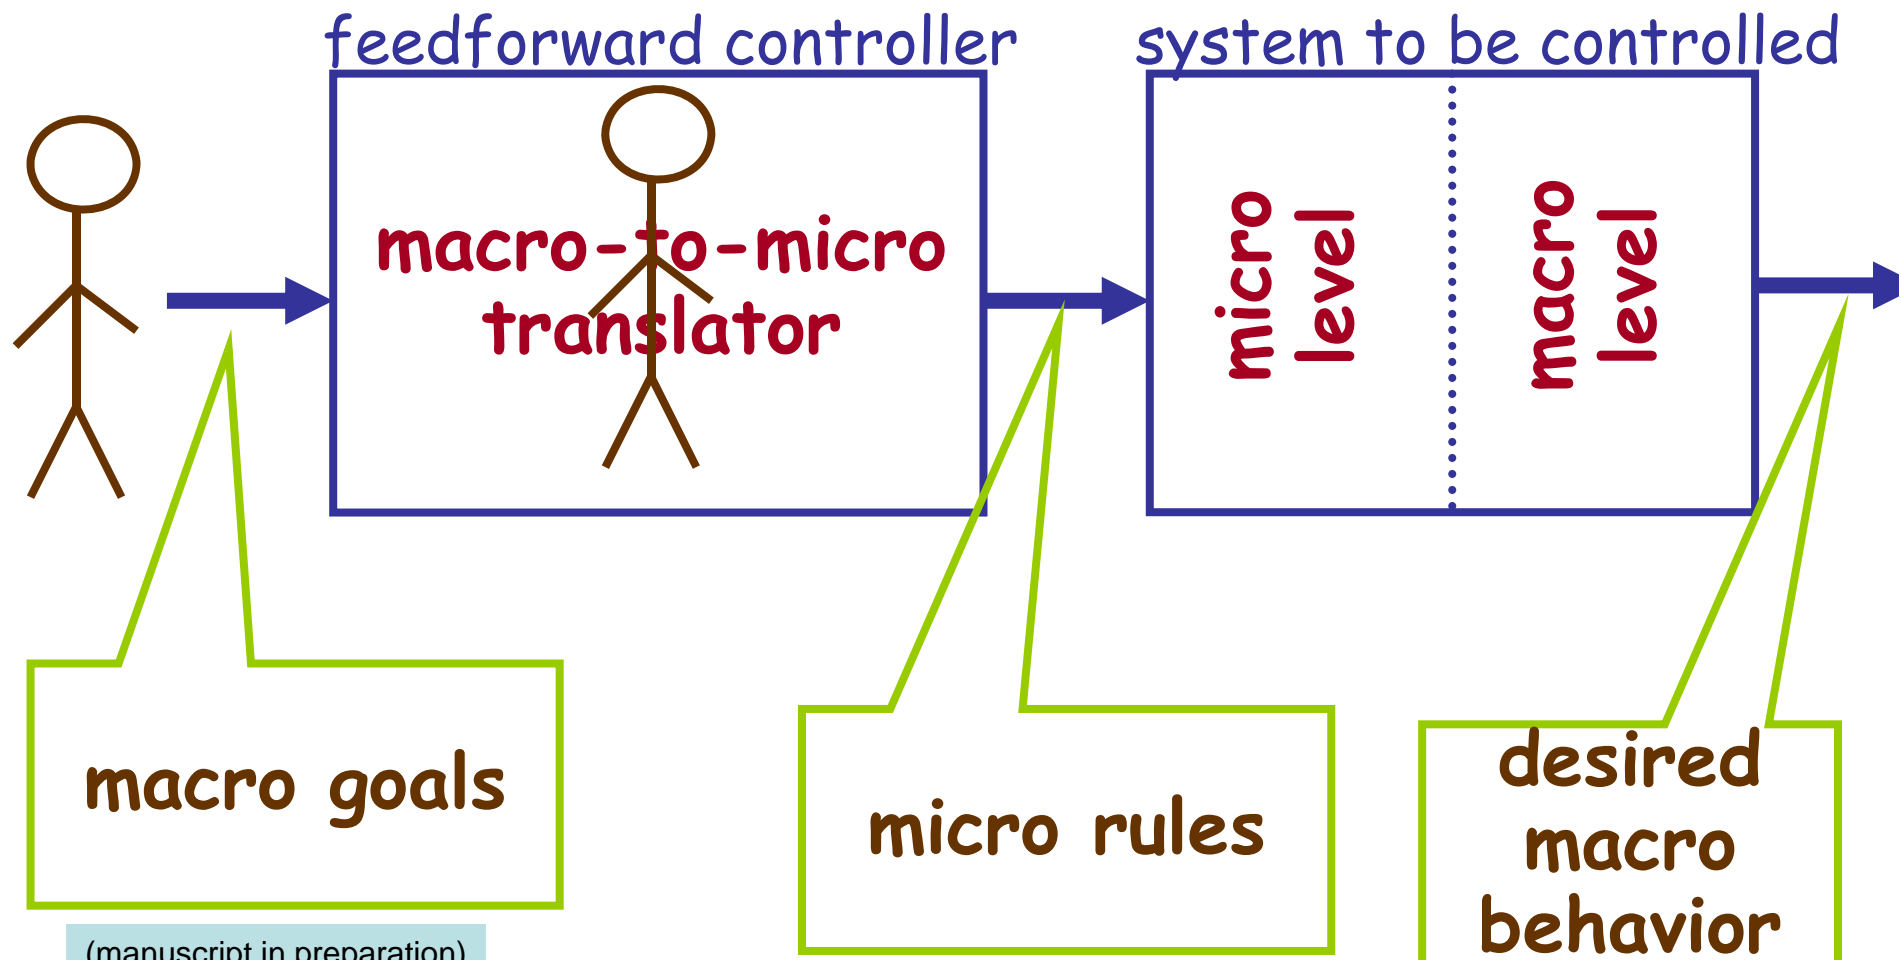 feedforward controller
system to be controlled
macro-to-micro
translator
micro
level
macro
level
macro goals
micro rules
desired
macro
behavior
(manuscript in preparation)